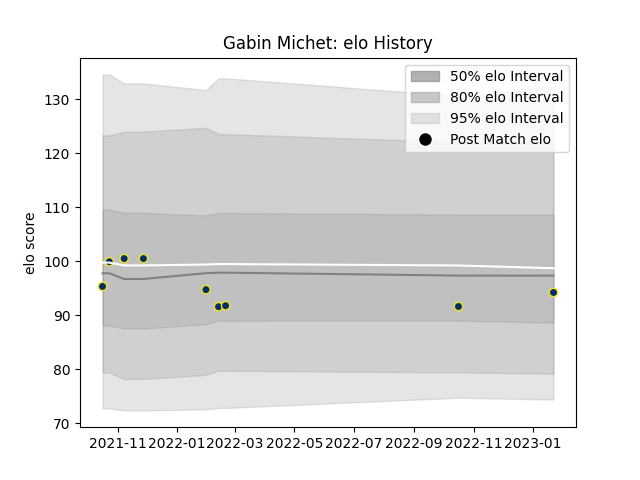 Gabin Michet: elo History
50% elo Interval
80% elo Interval
95% elo Interval
Post Match elo
elo score
130
120
110
100
90
80
70
2021-11 2022-01 2022-03 2022-05 2022-07 2022-09 2022-11 2023-01